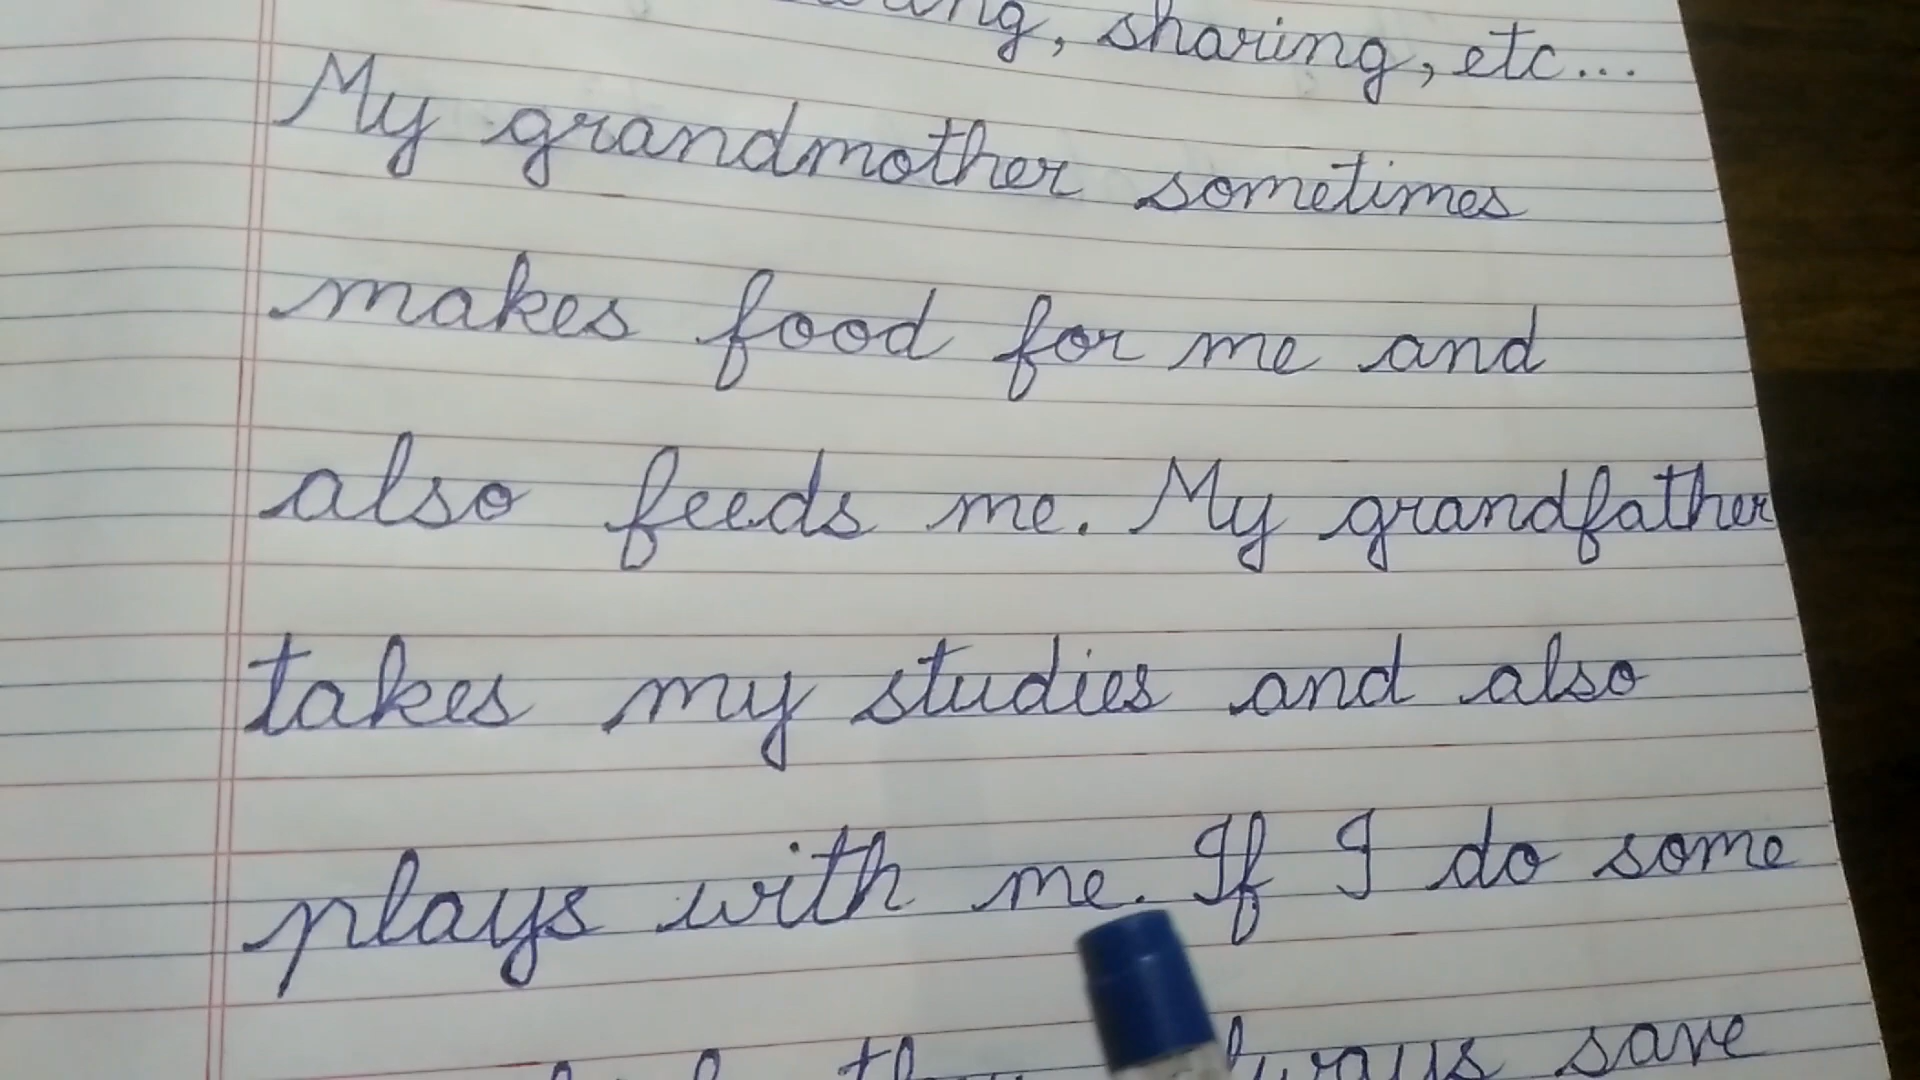 sharing, etc...
My grandmother sometimes
makes food for me and
also feeds me. My grandfather
takes my studies and also
plays with me. If I do some
save